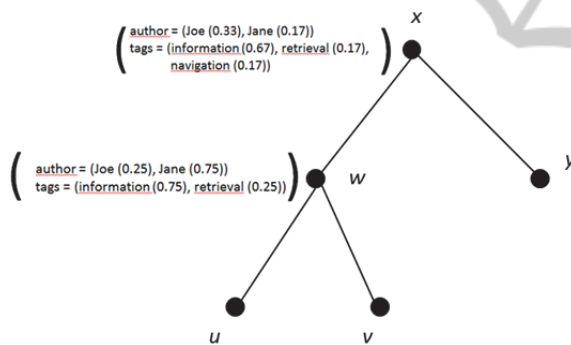 x
author = (Joe (0.33), Jane (0.17))
tags = (information (0.67), retrieval (0.17),
navigation (0.17))
y
author = (Joe (0.25), Jane (0.75))
tags = (information (0.75), retrieval (0.25))
w
u
v